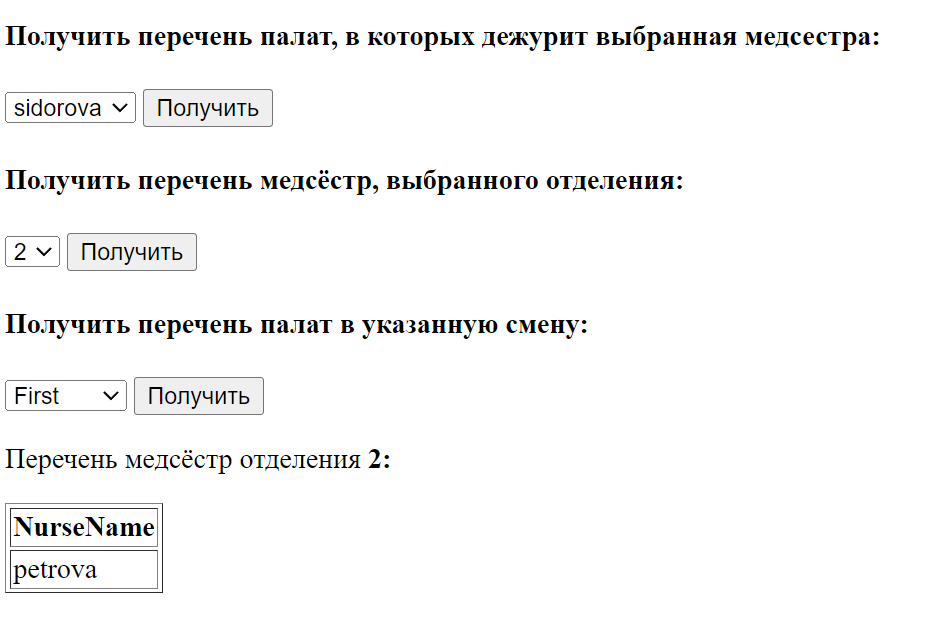 Получить перечень палат, в которых дежурит выбранная медсестра:
sidorova Получить
Получить перечень медсёстр, выбранного отделения:
2 Получить
Получить перечень палат в указанную смену:
First Получить
Перечень медсёстр отделения 2:
NurseName
petrova